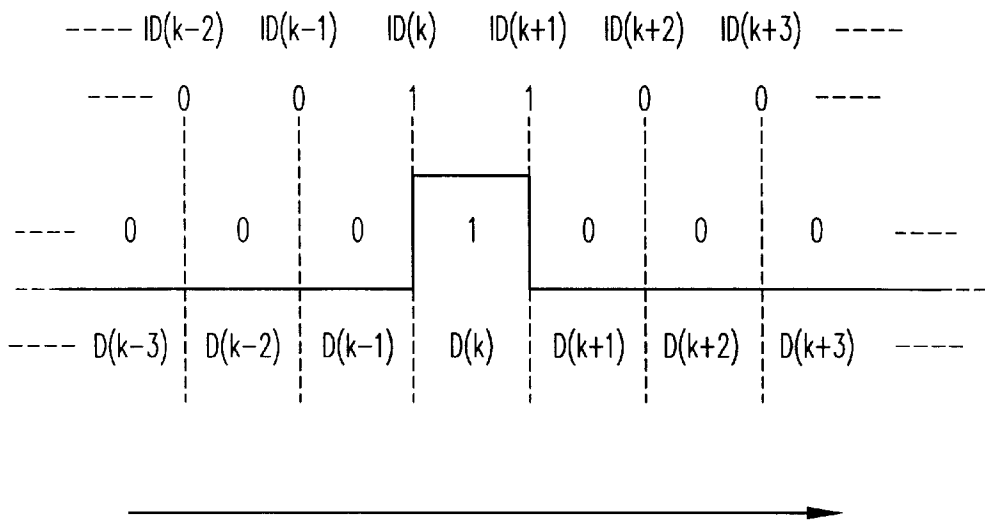 ID(k-2) ID(k-1) ID(k) ID(k+1) ID(k+2) ID(k+3)
0 0 1 1 0 0
0 0 0 1 0 0 0
D(k-3) D(k-2) D(k-1) D(k) D(k+1) D(k+2) D(k+3)